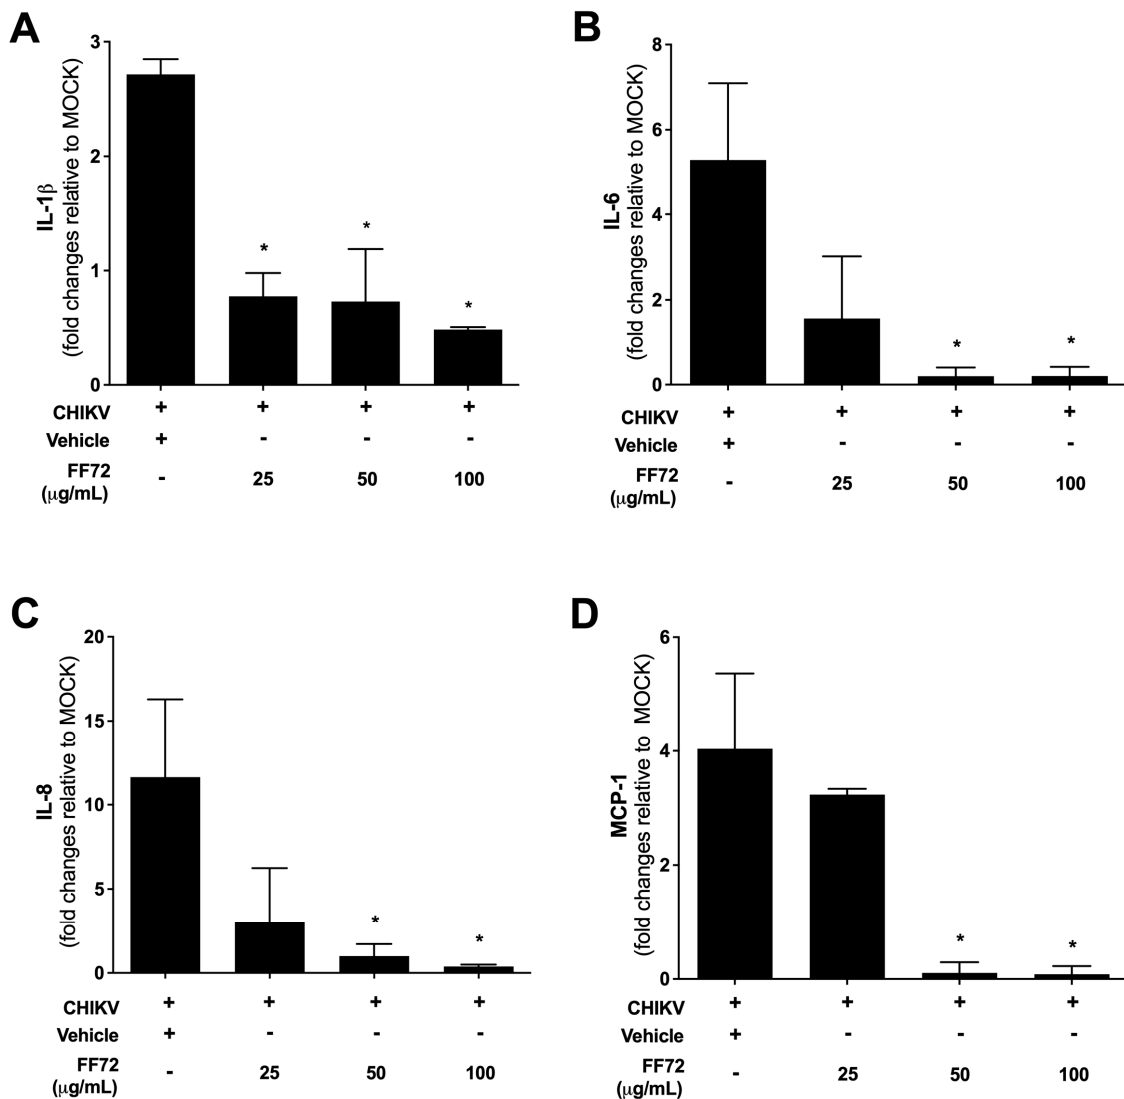 A
IL-1β
(fold changes relative to MOCK)
3
2
1
0
* * *
CHIKV + + + +
Vehicle + - - -
FF72
(μg/mL) - 25 50 100
B
IL-6
(fold changes relative to MOCK)
8
6
4
2
0
* *
CHIKV + + + +
Vehicle + - - -
FF72
(μg/mL) - 25 50 100
C
IL-8
(fold changes relative to MOCK)
20
15
10
5
0
* *
CHIKV + + + +
Vehicle + - - -
FF72
(μg/mL) - 25 50 100
D
MCP-1
(fold changes relative to MOCK)
6
4
2
0
* *
CHIKV + + + +
Vehicle + - - -
FF72
(μg/mL) - 25 50 100